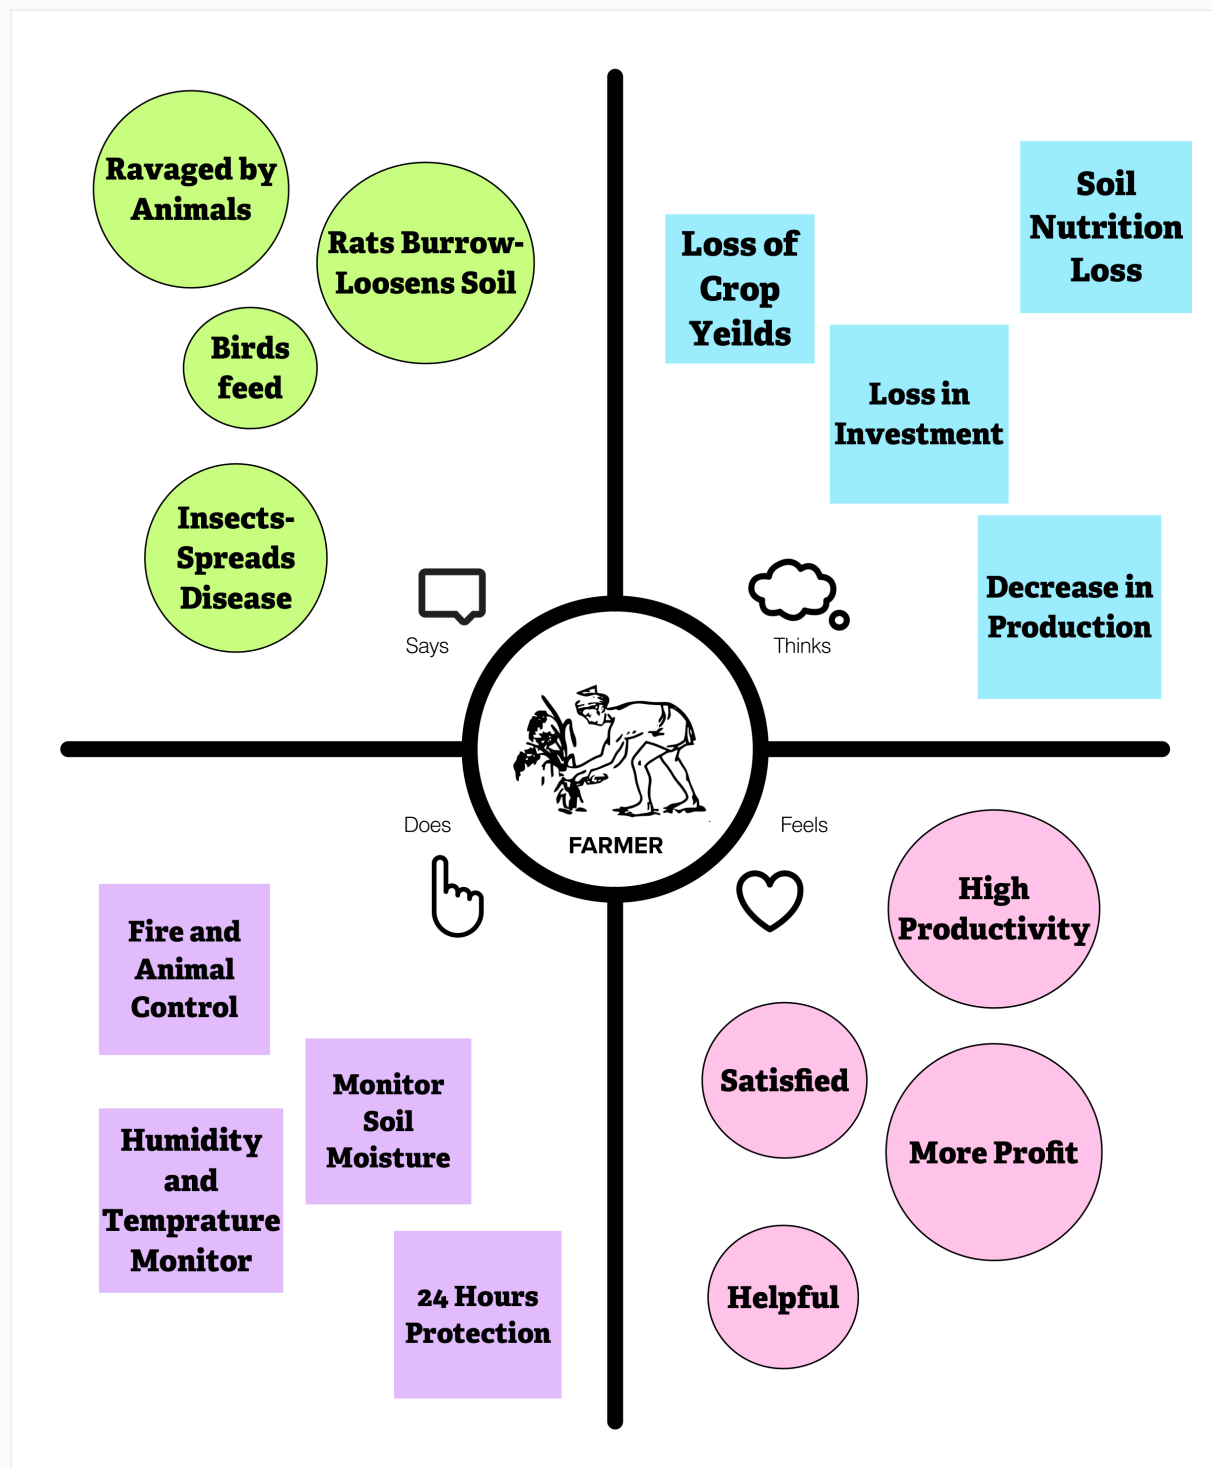 Ravaged by
Animals
Rats Burrow-
Loosens Soil
Birds
feed
Insects-
Spreads
Disease
Says
Loss of
Crop
Yeilds
Soil
Nutrition
Loss
Loss in
Investment
Decrease in
Production
Thinks
FARMER
Does
Fire and
Animal
Control
Monitor
Soil
Moisture
Humidity
and
Temprature
Monitor
24 Hours
Protection
Feels
High
Productivity
Satisfied
More Profit
Helpful